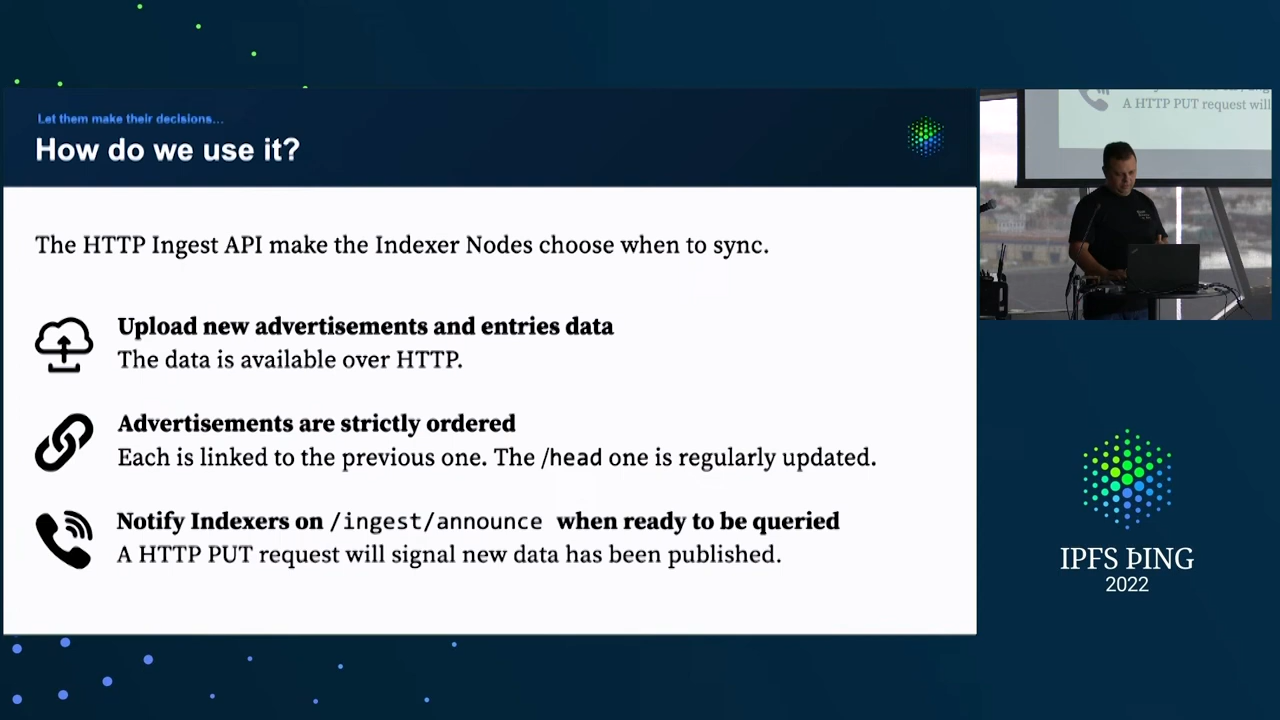 Let them make their decisions...
How do we use it?
The HTTP Ingest API make the Indexer Nodes choose when to sync.
Upload new advertisements and entries data
The data is available over HTTP.
Advertisements are strictly ordered
Each is linked to the previous one. The /head one is regularly updated.
Notify Indexers on /ingest/announce when ready to be queried
A HTTP PUT request will signal new data has been published.
A HTTP PUT request will
IPFS ÞING
2022